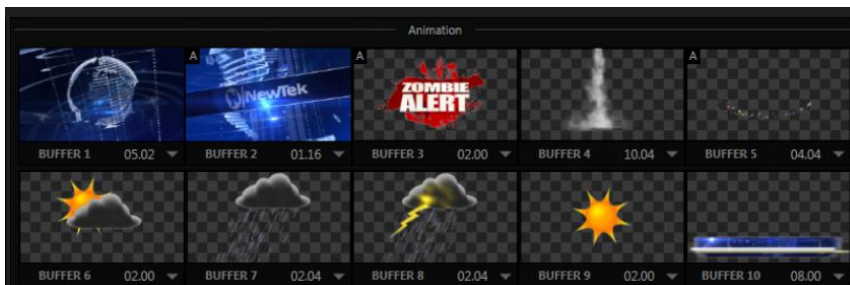 Animation
A
A
A
NewTek
ZOMBIE
ALERT
BUFFER 1 05.02
BUFFER 2 01.16
BUFFER 3 02.00
BUFFER 4 10.04
BUFFER 5 04.04
BUFFER 6 02.00
BUFFER 7 02.04
BUFFER 8 02.04
BUFFER 9 02.00
BUFFER 10 08.00